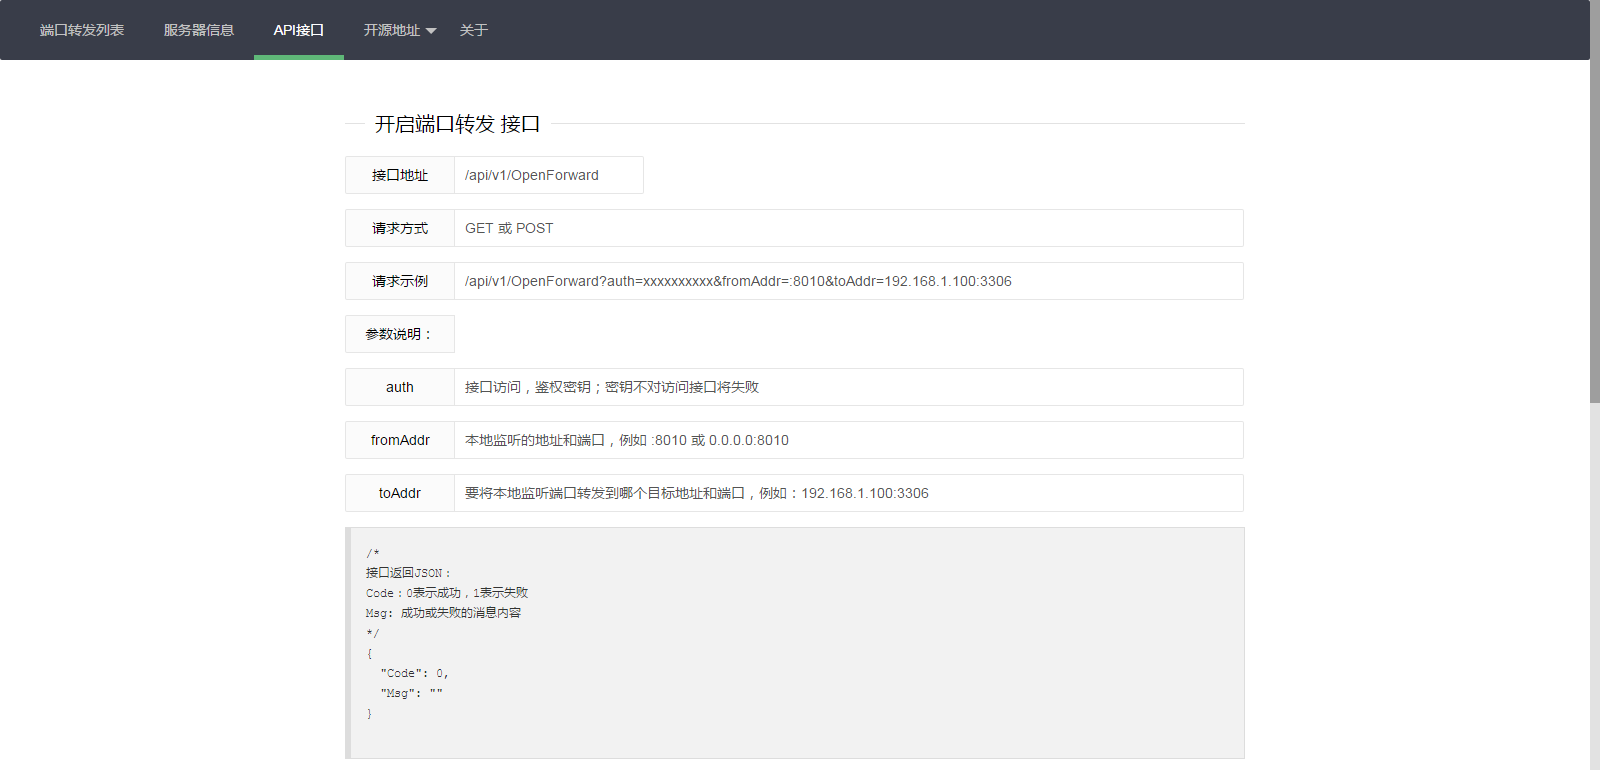 端口转发列表 服务器信息 API接口 开源地址 关于
开启端口转发 接口
接口地址 /api/v1/OpenForward
请求方式 GET 或 POST
请求示例 /api/v1/OpenForward?auth=xxxxxxxxxx&fromAddr=:8010&toAddr=192.168.1.100:3306
参数说明：
auth 接口访问，鉴权密钥；密钥不对访问接口将失败
fromAddr 本地监听的地址和端口，例如 :8010 或 0.0.0.0:8010
toAddr 要将本地监听端口转发到哪个目标地址和端口，例如：192.168.1.100:3306
/*
接口返回JSON：
Code：0表示成功，1表示失败
Msg: 成功或失败的消息内容
*/
{
  "Code": 0,
  "Msg": ""
}